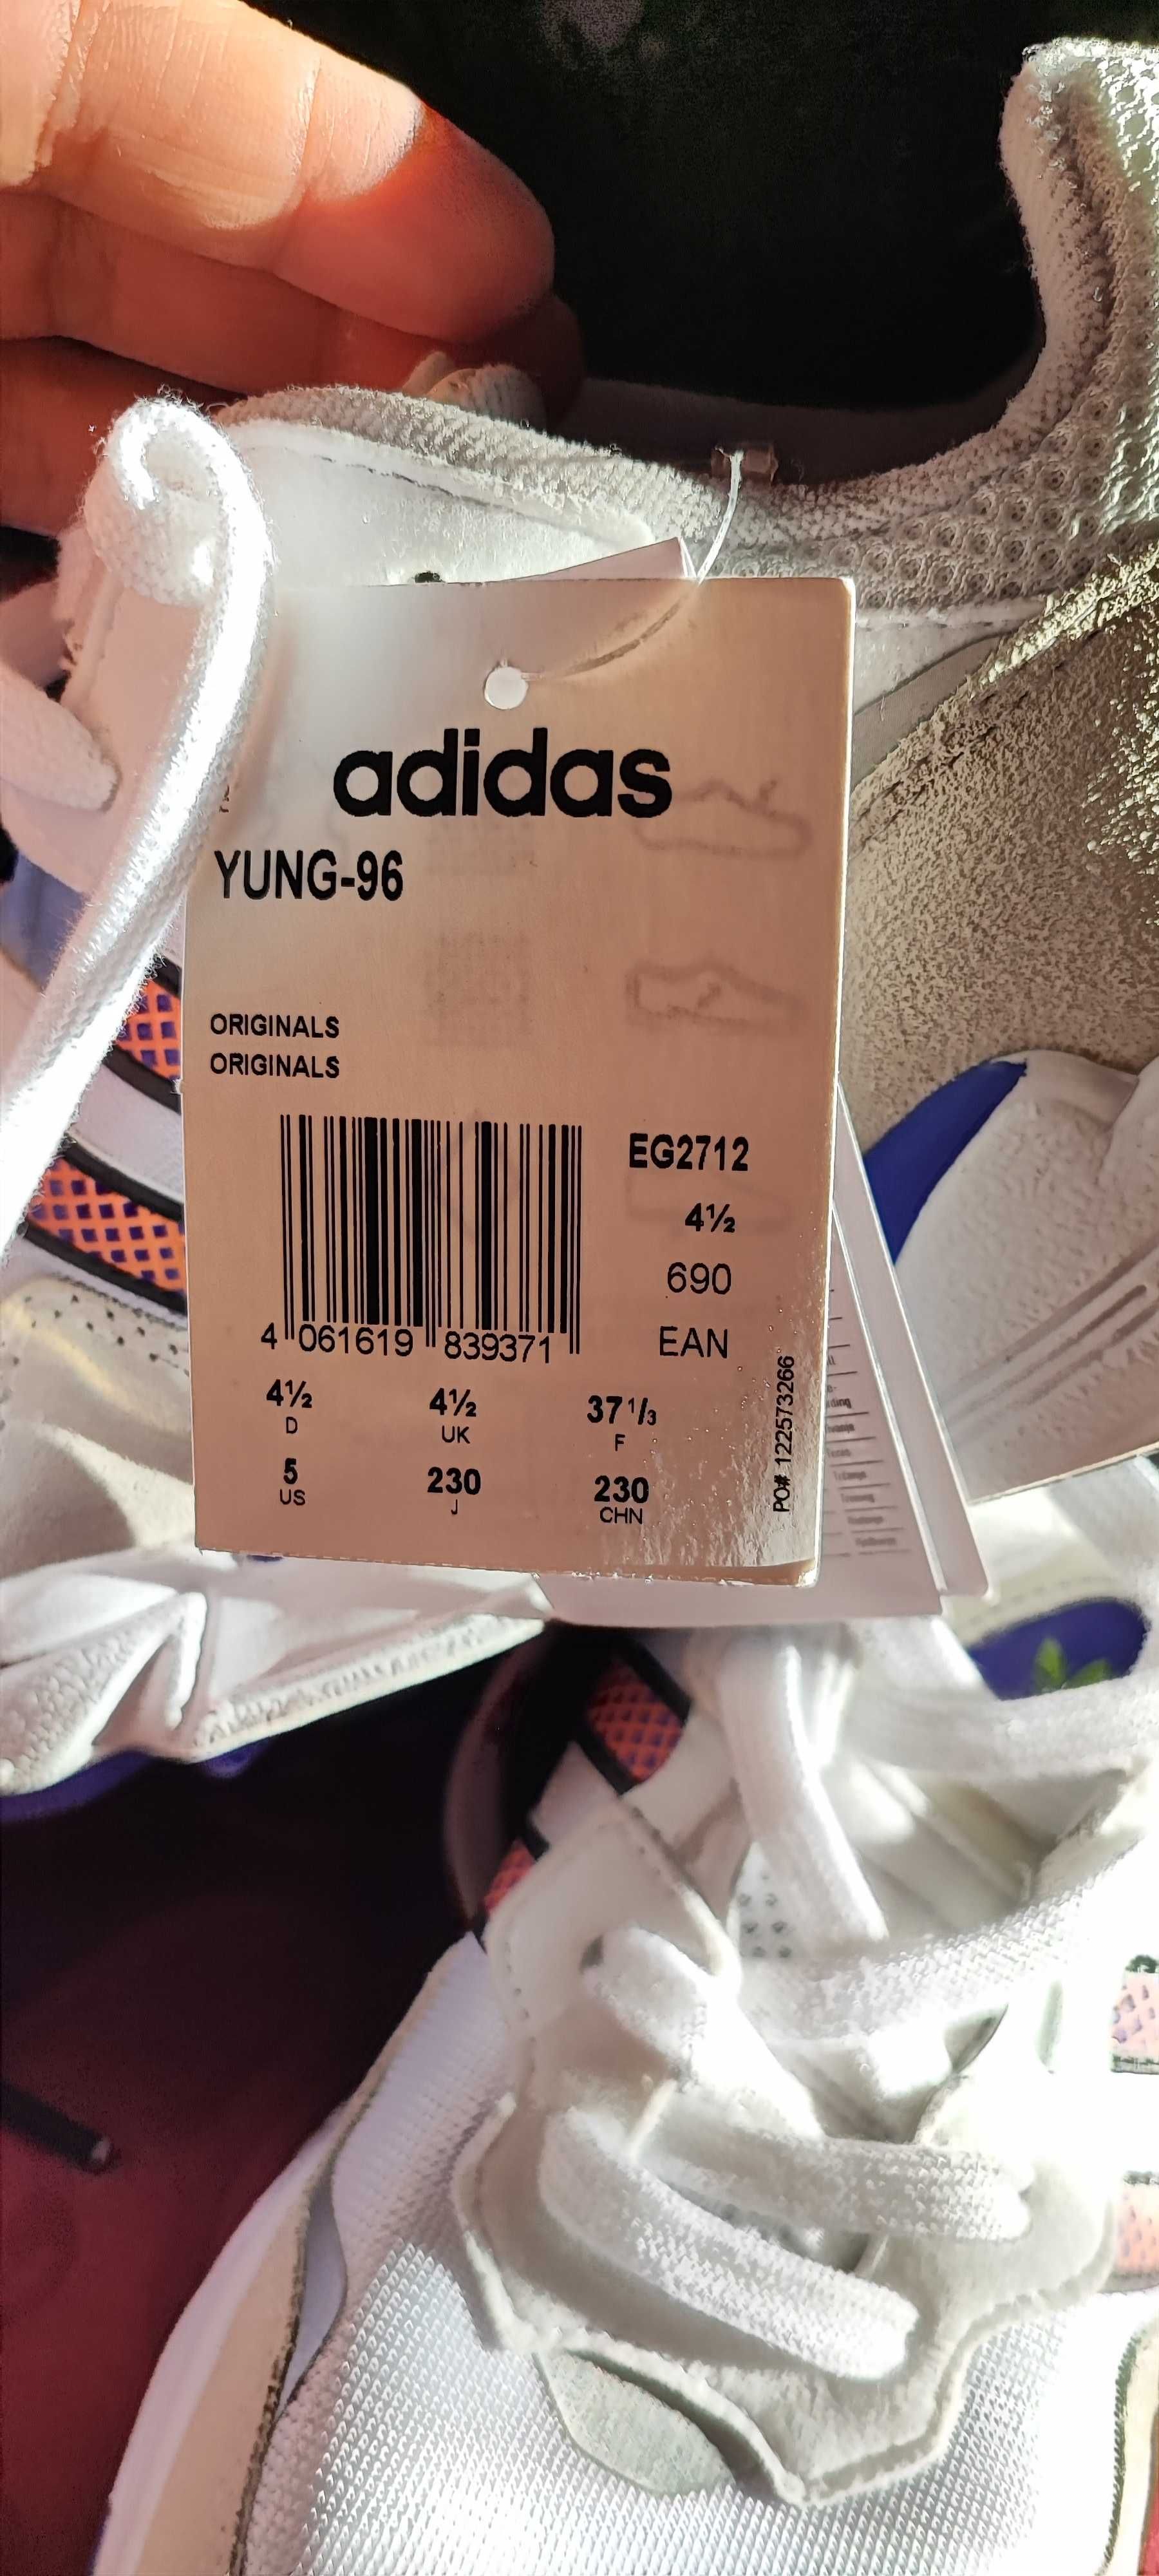 adidas
YUNG-96
ORIGINALS
ORIGINALS
EG2712
4½
690
EAN
4 061619 839371
4½ D
4½ UK
37 1/3 F
5 US
230 J
230 CHN
PO# 122573266